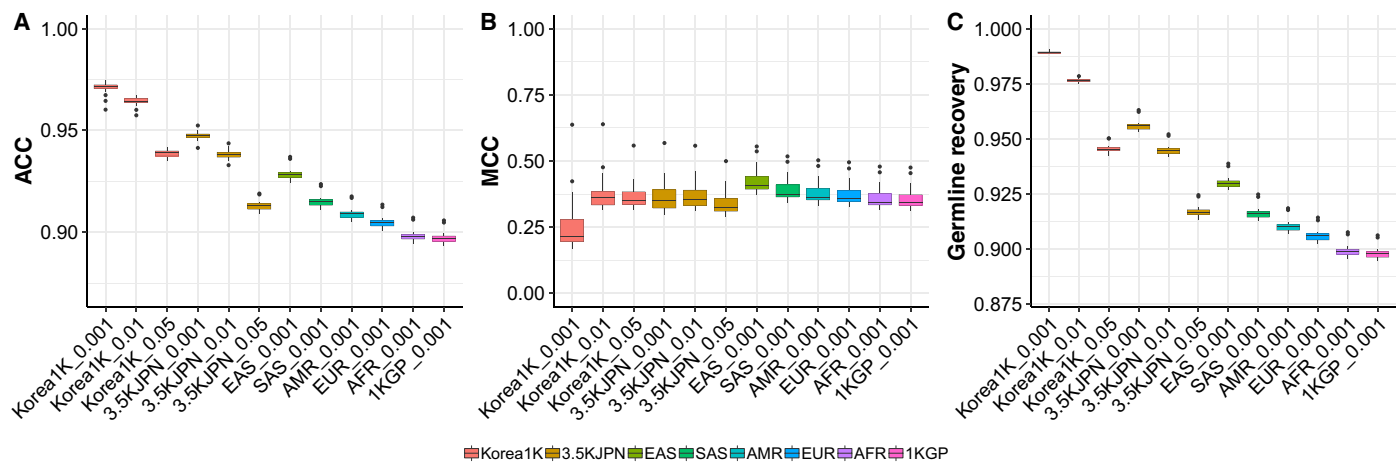 A
ACC
1.00
0.95
0.90
Korea1K_0.001
Korea1K_0.01
Korea1K_0.05
3.5KJPN_0.001
3.5KJPN_0.01
3.5KJPN_0.05
EAS_0.001
SAS_0.001
AMR_0.001
EUR_0.001
AFR_0.001
1KGP_0.001
B
MCC
1.00
0.75
0.50
0.25
0.00
Korea1K_0.001
Korea1K_0.01
Korea1K_0.05
3.5KJPN_0.001
3.5KJPN_0.01
3.5KJPN_0.05
EAS_0.001
SAS_0.001
AMR_0.001
EUR_0.001
AFR_0.001
1KGP_0.001
C
Germline recovery
1.000
0.975
0.950
0.925
0.900
0.875
Korea1K_0.001
Korea1K_0.01
Korea1K_0.05
3.5KJPN_0.001
3.5KJPN_0.01
3.5KJPN_0.05
EAS_0.001
SAS_0.001
AMR_0.001
EUR_0.001
AFR_0.001
1KGP_0.001
Korea1K 3.5KJPN EAS SAS AMR EUR AFR 1KGP